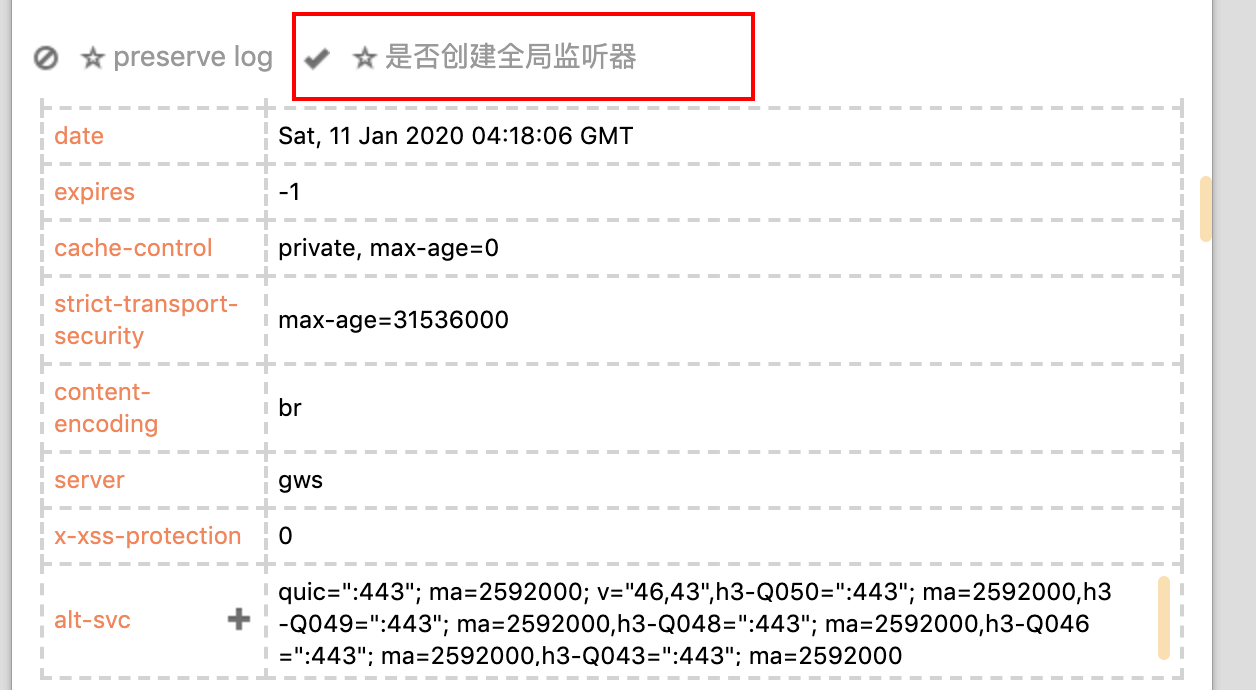 preserve log 是否创建全局监听器
date Sat, 11 Jan 2020 04:18:06 GMT
expires -1
cache-control private, max-age=0
strict-transport-
security
max-age=31536000
content-
encoding
br
server gws
x-xss-protection 0
alt-svc
quic=":443"; ma=2592000; v="46,43",h3-Q050=":443"; ma=2592000,h3
-Q049=":443"; ma=2592000,h3-Q048=":443"; ma=2592000,h3-Q046
=":443"; ma=2592000,h3-Q043=":443"; ma=2592000